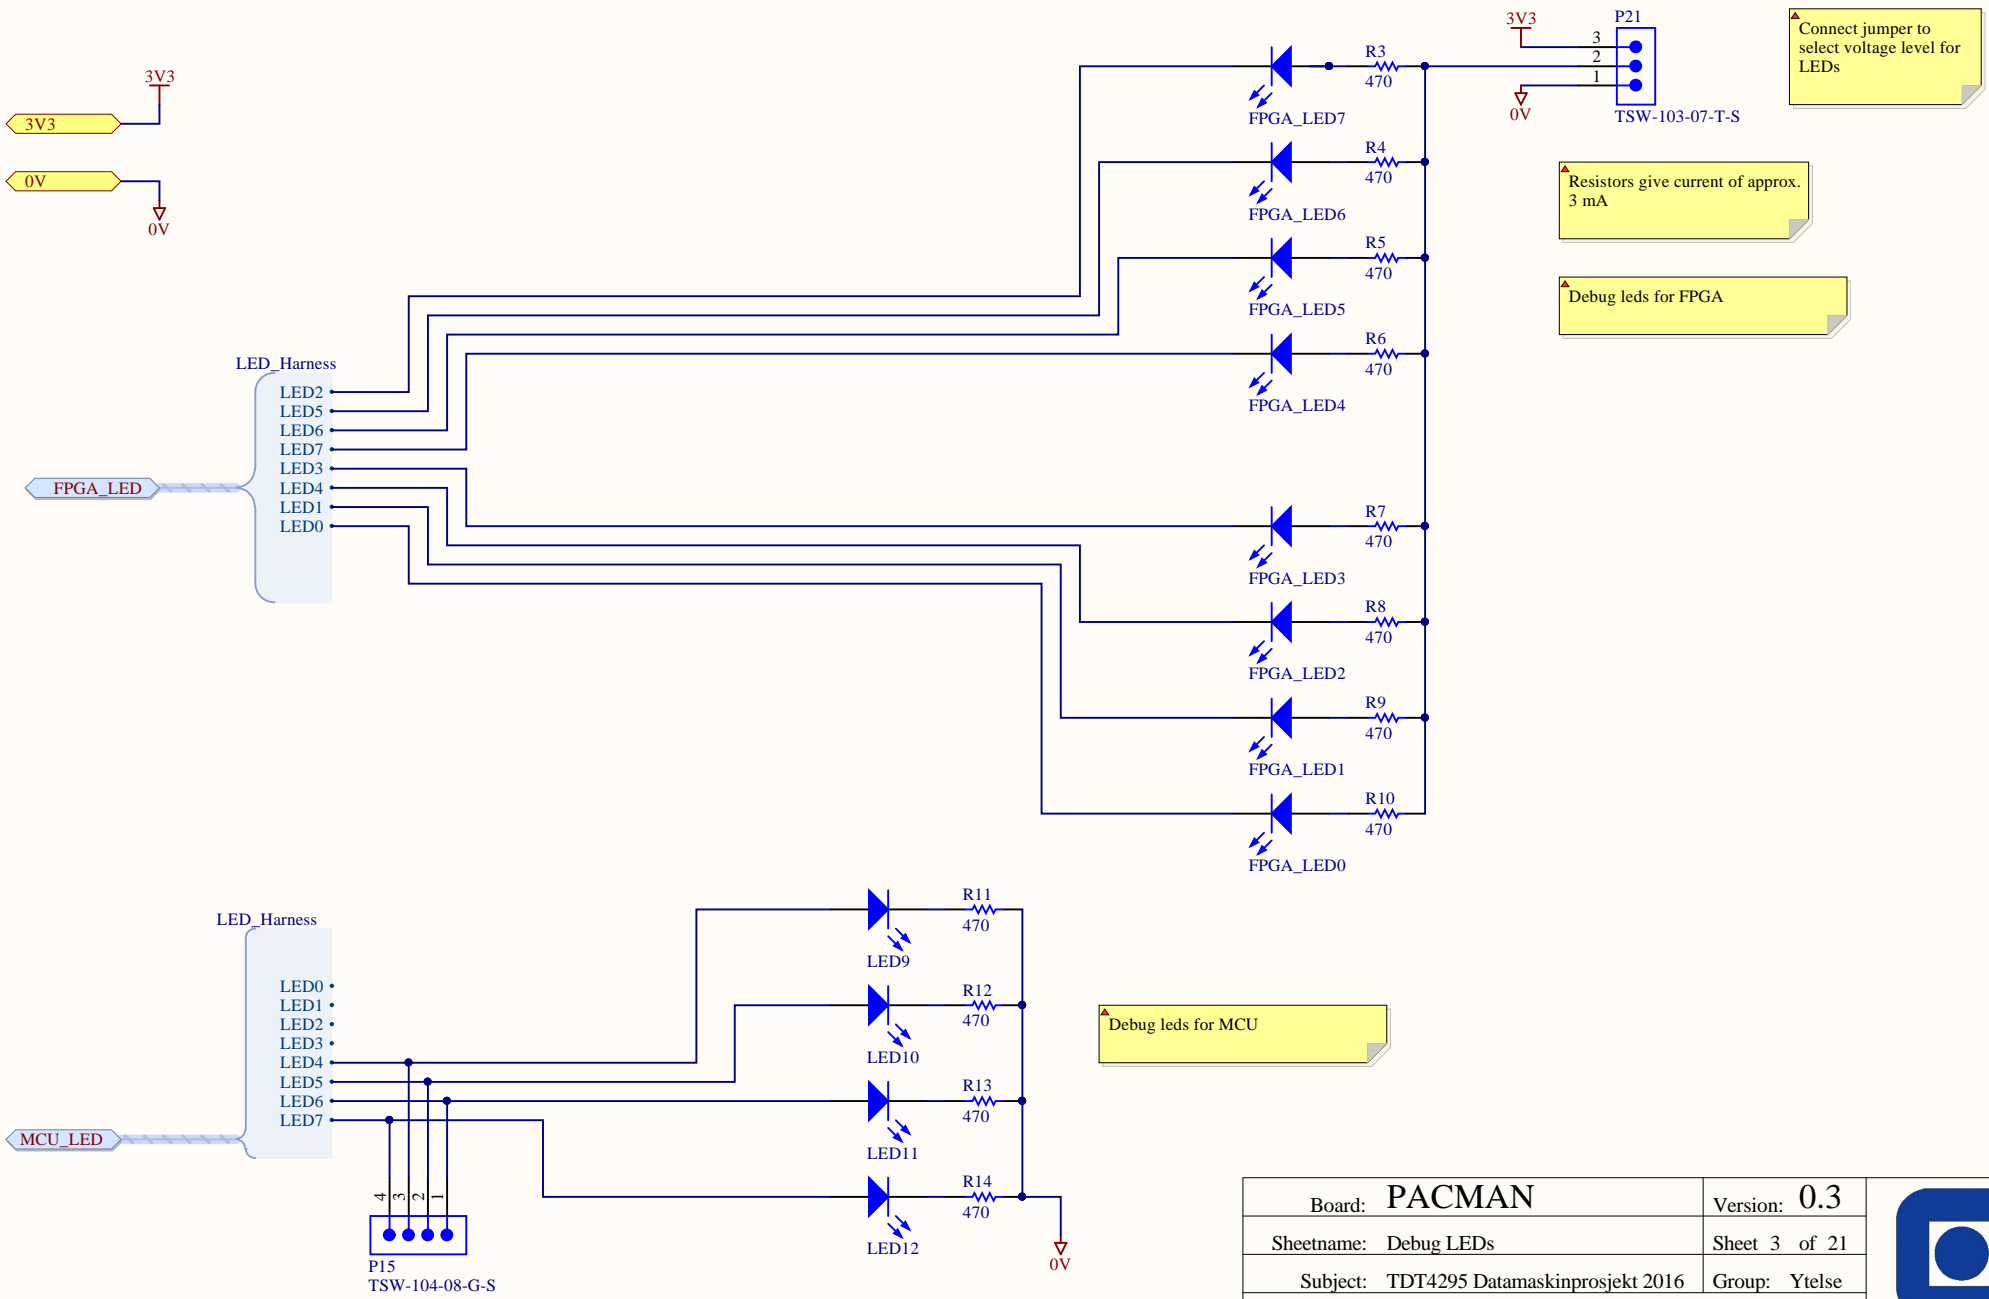 3V3
3V3
0V
0V
FPGA_LED7
R3
470
FPGA_LED6
R4
470
FPGA_LED5
R5
470
FPGA_LED4
R6
470
3V3
P21
3
2
1
0V
TSW-103-07-T-S
Connect jumper to
select voltage level for
LEDs
Resistors give current of approx.
3 mA
Debug leds for FPGA
LED_Harness
LED2
LED5
LED6
LED7
LED3
LED4
LED1
LED0
FPGA_LED
R7
470
FPGA_LED3
R8
470
FPGA_LED2
R9
470
FPGA_LED1
R10
470
FPGA_LED0
LED_Harness
LED0
LED1
LED2
LED3
LED4
LED5
LED6
LED7
MCU_LED
4
3
2
1
P15
TSW-104-08-G-S
R11
470
LED9
R12
470
LED10
R13
470
LED11
R14
470
LED12
0V
Debug leds for MCU
Board: PACMAN
Version: 0.3
Sheetname: Debug LEDs
Sheet 3 of 21
Subject: TDT4295 Datamaskinprosjekt 2016
Group: Ytelse